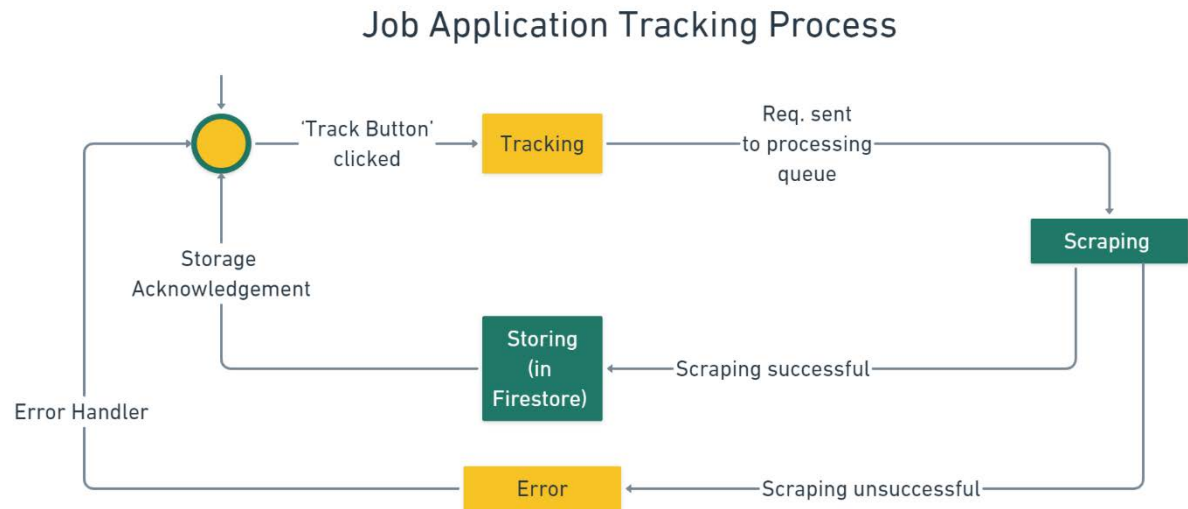 Job Application Tracking Process
'Track Button'
clicked
Tracking
Req. sent
to processing
queue
Scraping
Storage
Acknowledgement
Storing
(in
Firestore)
Scraping successful
Error Handler
Error
Scraping unsuccessful